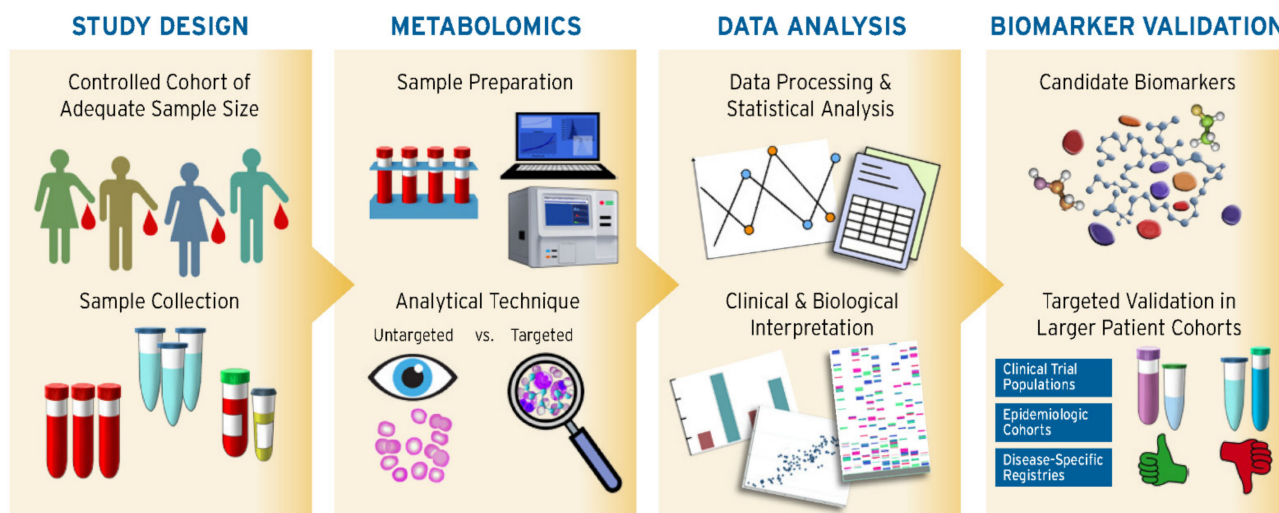 STUDY DESIGN
Controlled Cohort of
Adequate Sample Size
Sample Collection
METABOLOMICS
Sample Preparation
Analytical Technique
Untargeted vs. Targeted
DATA ANALYSIS
Data Processing &
Statistical Analysis
Clinical & Biological
Interpretation
BIOMARKER VALIDATION
Candidate Biomarkers
Targeted Validation in
Larger Patient Cohorts
Clinical Trial
Populations
Epidemiologic
Cohorts
Disease-Specific
Registries